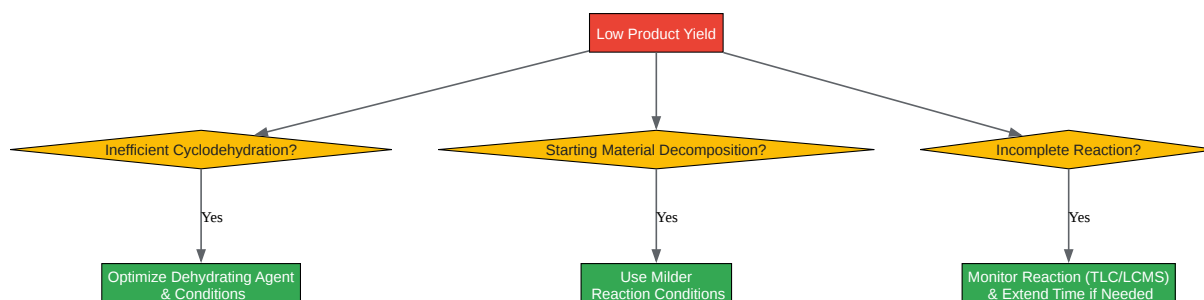 Low Product Yield
Inefficient Cyclodehydration?
Starting Material Decomposition?
Incomplete Reaction?
Yes
Yes
Yes
Optimize Dehydrating Agent
& Conditions
Use Milder
Reaction Conditions
Monitor Reaction (TLC/LCMS)
& Extend Time if Needed